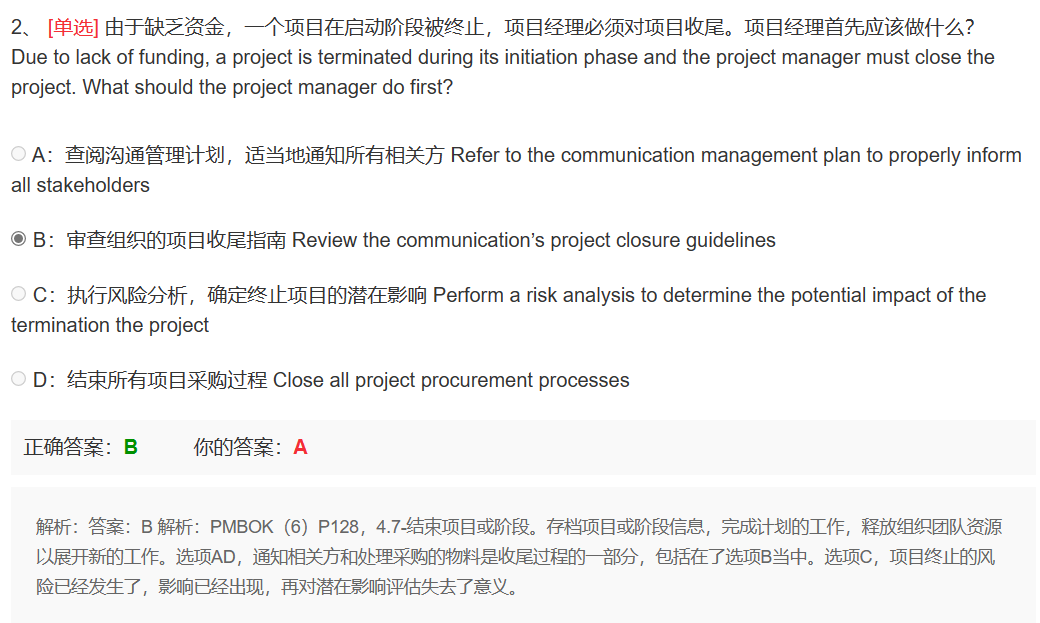 2、 [单选] 由于缺乏资金，一个项目在启动阶段被终止，项目经理必须对项目收尾。项目经理首先应该做什么？
Due to lack of funding, a project is terminated during its initiation phase and the project manager must close the
project. What should the project manager do first?
A：查阅沟通管理计划，适当地通知所有相关方 Refer to the communication management plan to properly inform
all stakeholders
B：审查组织的项目收尾指南 Review the communication’s project closure guidelines
C：执行风险分析，确定终止项目的潜在影响 Perform a risk analysis to determine the potential impact of the
termination the project
D：结束所有项目采购过程 Close all project procurement processes
正确答案：B 你的答案：A
解析：答案：B 解析：PMBOK（6）P128，4.7-结束项目或阶段。存档项目或阶段信息，完成计划的工作，释放组织团队资源
以展开新的工作。选项AD，通知相关方和处理采购的物料是收尾过程的一部分，包括在了选项B当中。选项C，项目终止的风
险已经发生了，影响已经出现，再对潜在影响评估失去了意义。